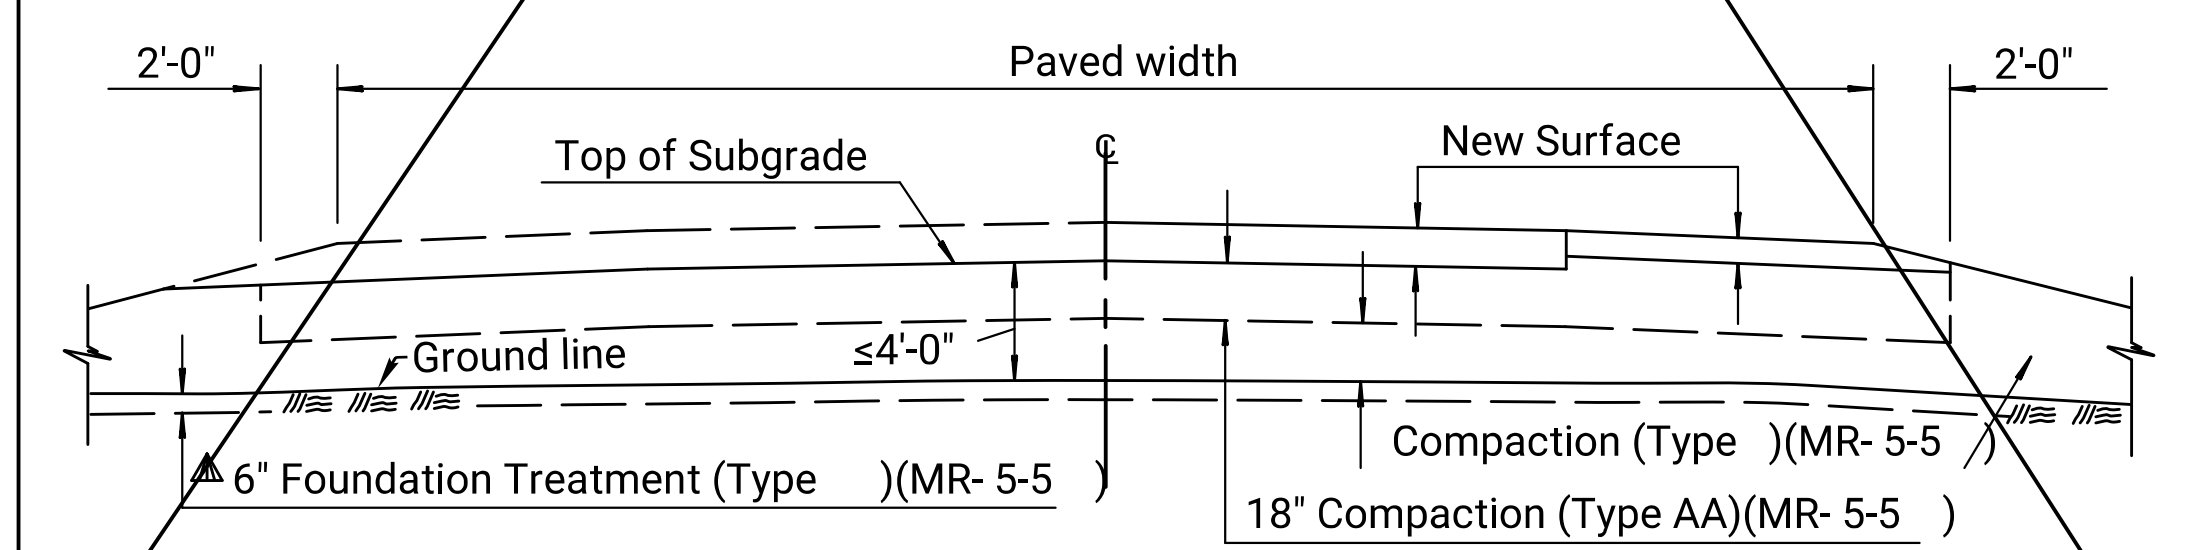 2'-0"
Paved width
2'-0"
Top of Subgrade
℄
New Surface
Ground line
≤4'-0"
Compaction (Type )(MR- 5-5 )
6" Foundation Treatment (Type )(MR- 5-5 )
18" Compaction (Type AA)(MR- 5-5 )